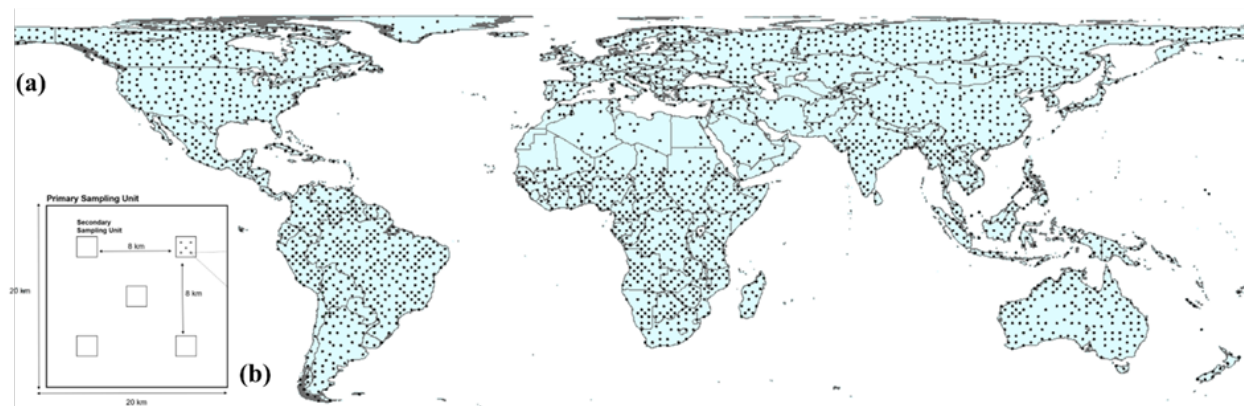 (a)
Primary Sampling Unit
Secondary
Sampling Unit
8 km
8 km
20 km
(b)
20 km